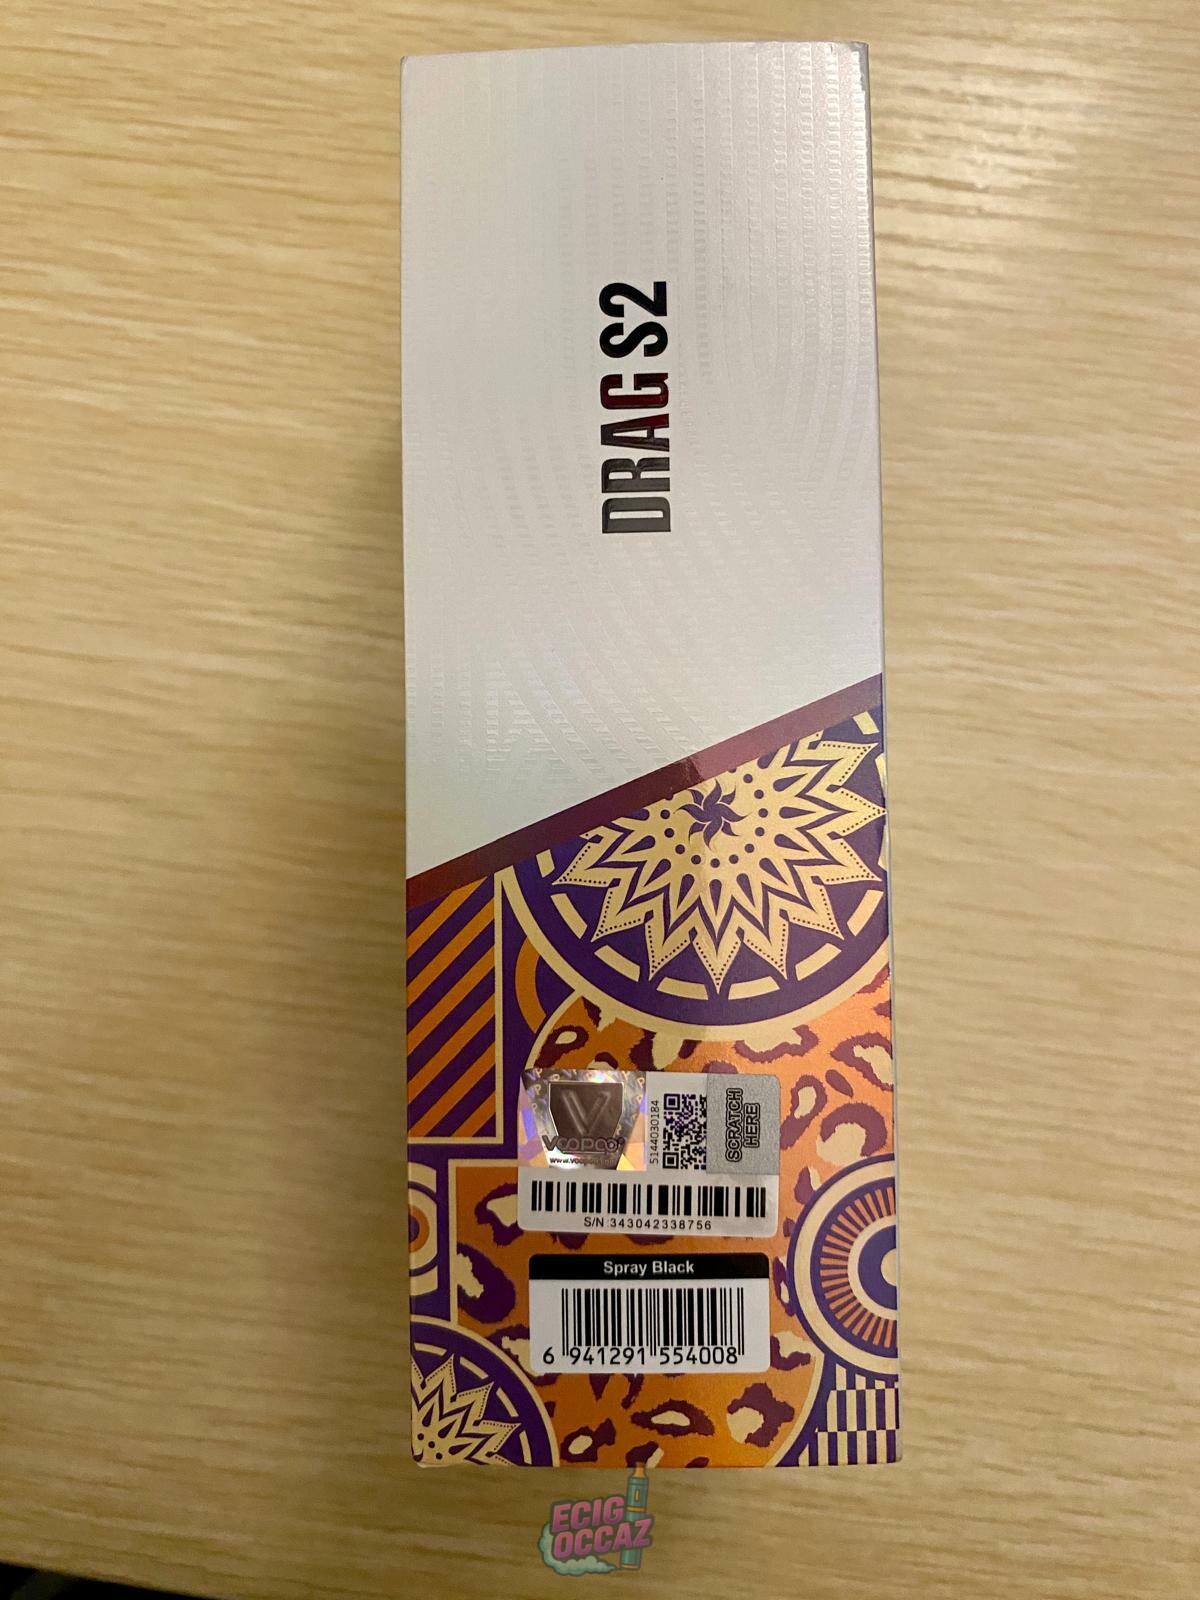 DRAG S2
VOOPOO
www.voopoo.com
5144030184
SCRATCH
HERE
S/N:343042338756
Spray Black
6 941291 554008
ECIG
OCCAZ